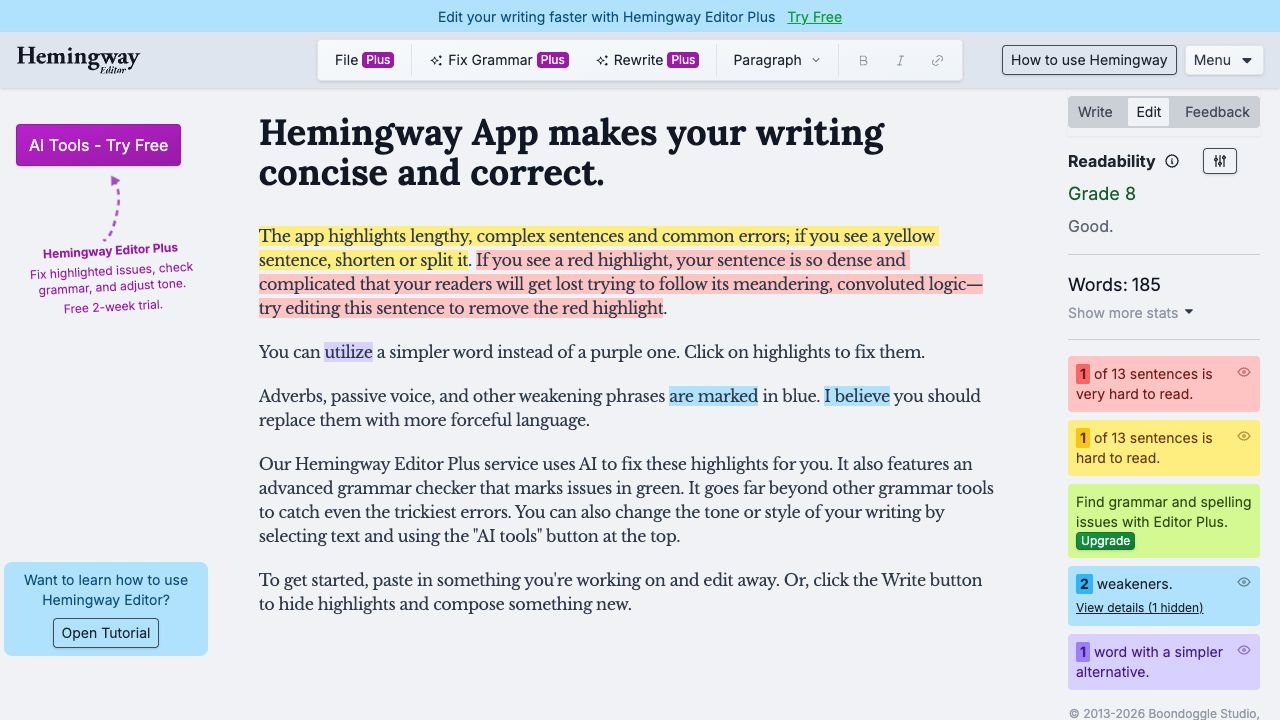 Edit your writing faster with Hemingway Editor Plus Try Free
Hemingway
Editor
File Plus
Fix Grammar Plus
Rewrite Plus
Paragraph
B
I
How to use Hemingway
Menu
AI Tools - Try Free
Hemingway Editor Plus
Fix highlighted issues, check
grammar, and adjust tone.
Free 2-week trial.
Want to learn how to use
Hemingway Editor?
Open Tutorial
Hemingway App makes your writing
concise and correct.
The app highlights lengthy, complex sentences and common errors; if you see a yellow
sentence, shorten or split it. If you see a red highlight, your sentence is so dense and
complicated that your readers will get lost trying to follow its meandering, convoluted logic—
try editing this sentence to remove the red highlight.
You can utilize a simpler word instead of a purple one. Click on highlights to fix them.
Adverbs, passive voice, and other weakening phrases are marked in blue. I believe you should
replace them with more forceful language.
Our Hemingway Editor Plus service uses AI to fix these highlights for you. It also features an
advanced grammar checker that marks issues in green. It goes far beyond other grammar tools
to catch even the trickiest errors. You can also change the tone or style of your writing by
selecting text and using the "AI tools" button at the top.
To get started, paste in something you're working on and edit away. Or, click the Write button
to hide highlights and compose something new.
Write Edit Feedback
Readability
Grade 8
Good.
Words: 185
Show more stats
1 of 13 sentences is
very hard to read.
1 of 13 sentences is
hard to read.
Find grammar and spelling
issues with Editor Plus.
Upgrade
2 weakeners.
View details (1 hidden)
1 word with a simpler
alternative.
© 2013-2026 Boondoggle Studio,